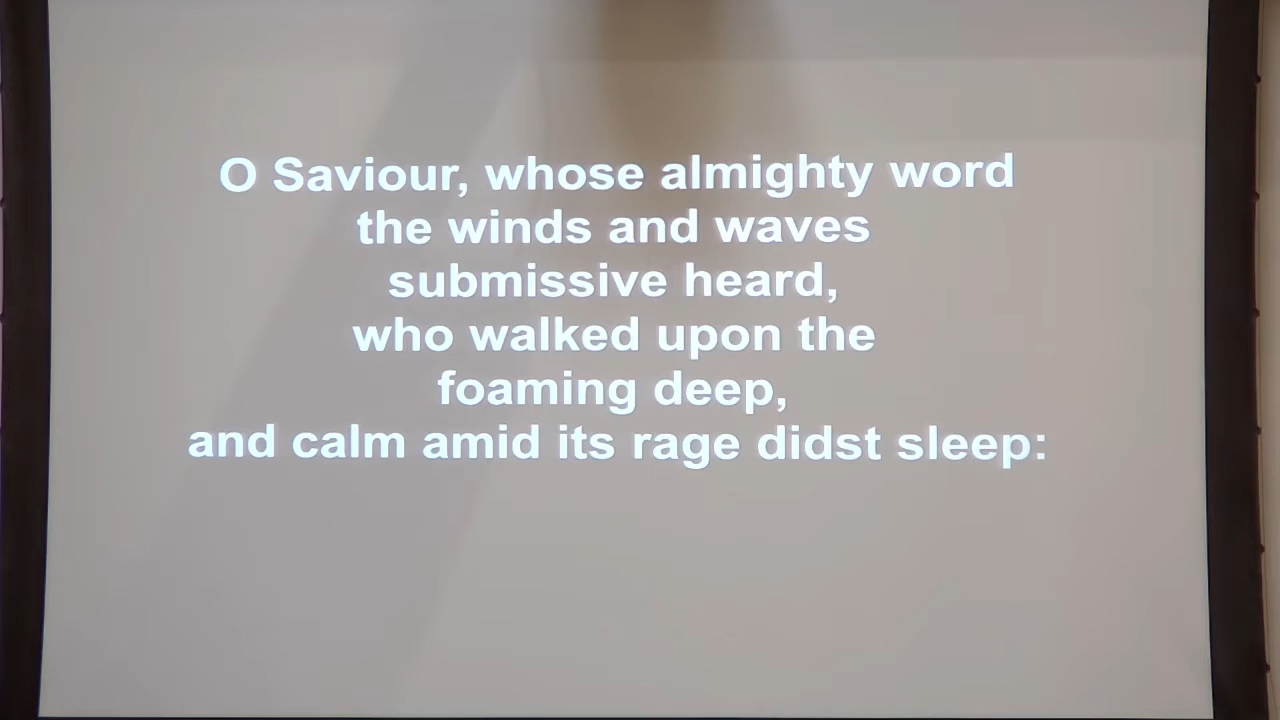 O Saviour, whose almighty word
the winds and waves
submissive heard,
who walked upon the
foaming deep,
and calm amid its rage didst sleep: